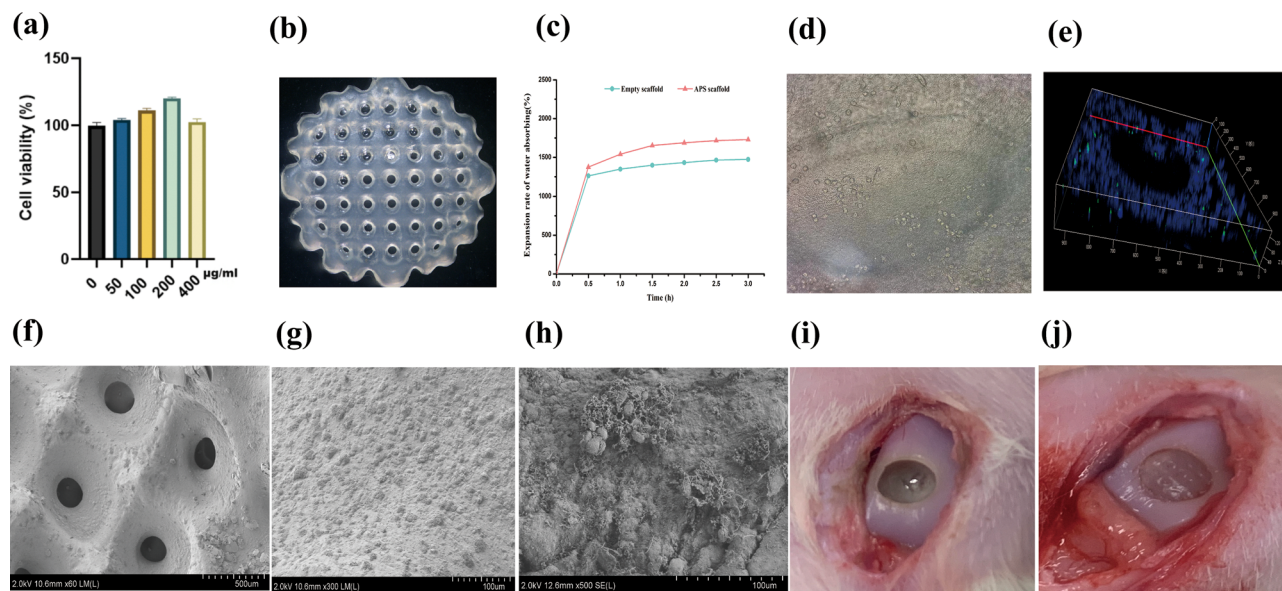 (a)
(b)
(c)
(d)
(e)
150
100
50
0
Cell viability (%)
0
50
100
200
400
μg/ml
2500
2000
1500
1250
1000
500
0
Expansion rate of water absorbing(%)
Empty scaffold
APS scaffold
0.0
0.5
1.0
1.5
2.0
2.5
3.0
Time (h)
(f)
(g)
(h)
(i)
(j)
2.0kV 10.6mm x60 LM(L)
500um
2.0kV 10.6mm x300 LM(L)
100um
2.0kV 12.6mm x500 SE(L)
100um